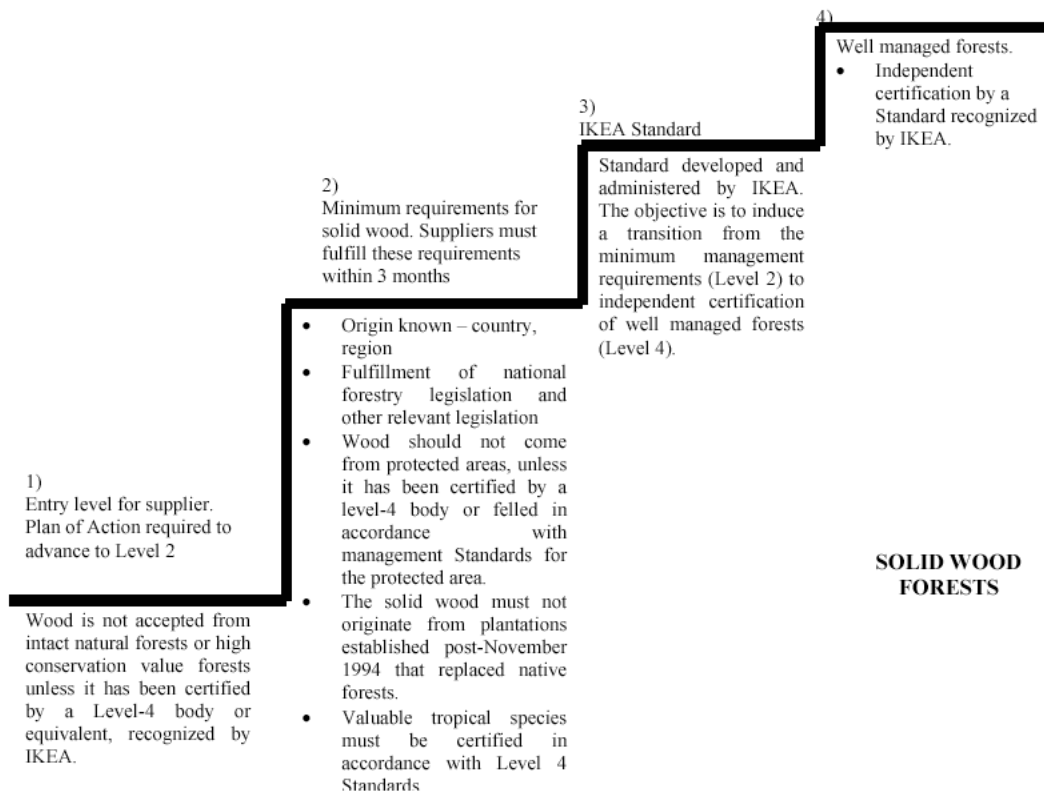 1)
Entry level for supplier.
Plan of Action required to
advance to Level 2
Wood is not accepted from
intact natural forests or high
conservation value forests
unless it has been certified
by a Level-4 body or
equivalent, recognized by
IKEA.
2)
Minimum requirements for
solid wood. Suppliers must
fulfill these requirements
within 3 months
• Origin known – country,
region
• Fulfillment of national
forestry legislation and
other relevant legislation
• Wood should not come
from protected areas, unless
it has been certified by a
level-4 body or felled in
accordance with
management Standards for
the protected area.
• The solid wood must not
originate from plantations
established post-November
1994 that replaced native
forests.
• Valuable tropical species
must be certified in
accordance with Level 4
Standards
3)
IKEA Standard
Standard developed and
administered by IKEA.
The objective is to induce
a transition from the
minimum management
requirements (Level 2) to
independent certification
of well managed forests
(Level 4).
4)
Well managed forests.
• Independent
certification by a
Standard recognized
by IKEA.
SOLID WOOD
FORESTS